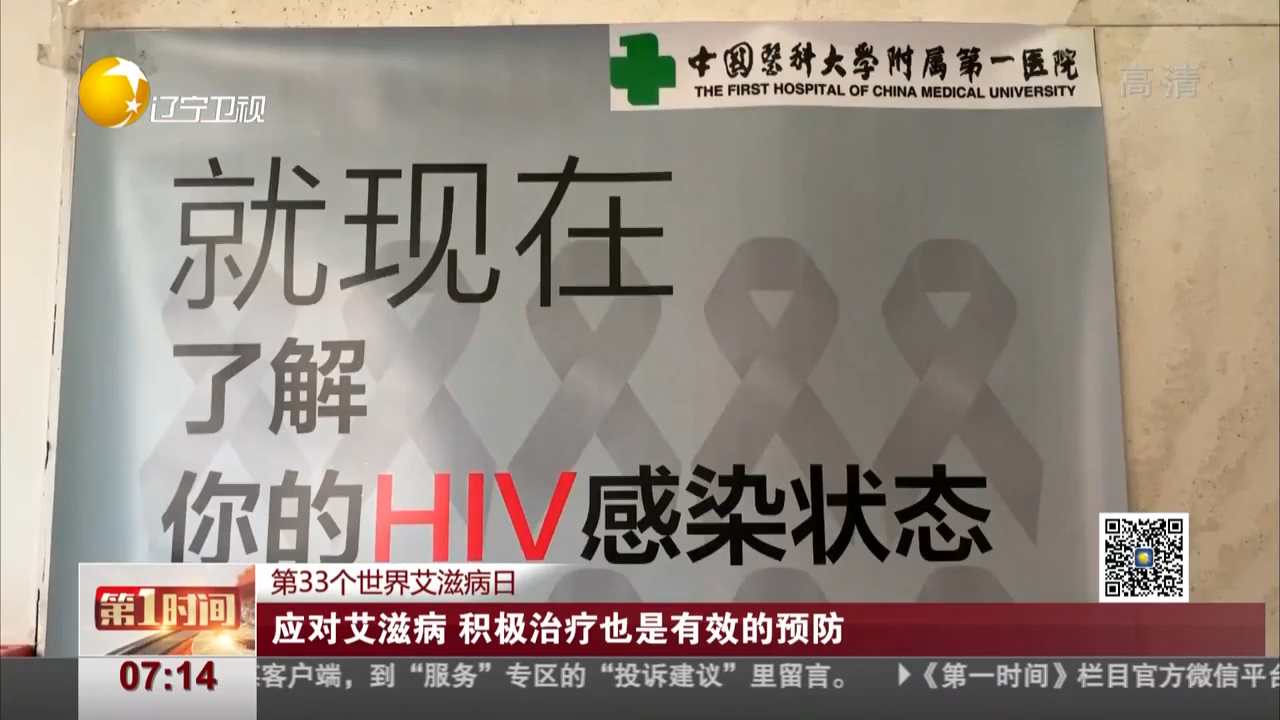 中国醫科大學附属第一医院
THE FIRST HOSPITAL OF CHINA MEDICAL UNIVERSITY
高清
辽宁卫视
就现在
了解
你的HIV感染状态
第33个世界艾滋病日
第1时间
应对艾滋病 积极治疗也是有效的预防
07:14
客户端，到“服务”专区的“投诉建议”里留言。 ▶《第一时间》栏目官方微信平台